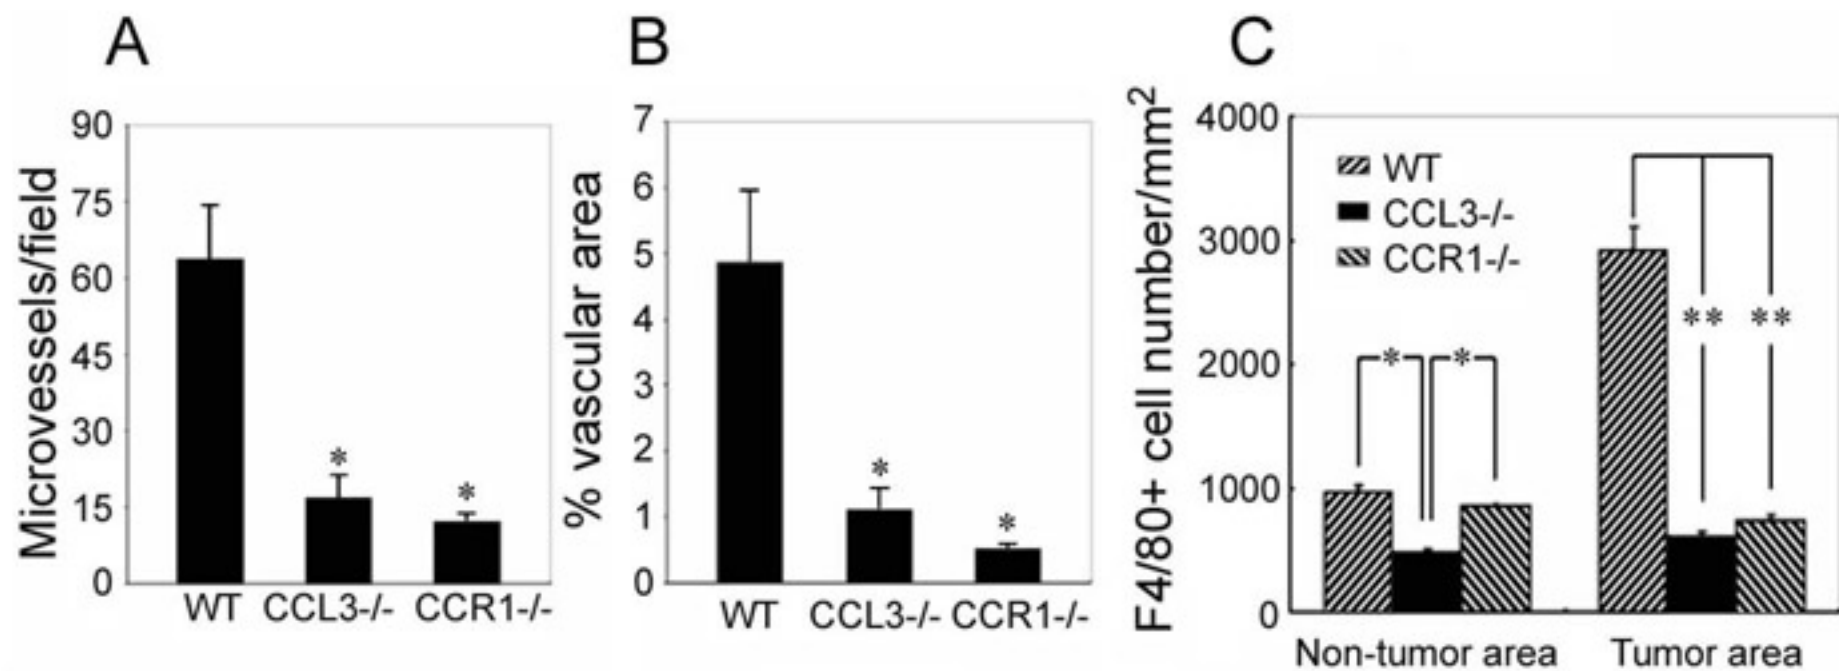 A
Microvessels/field
90
75
60
45
30
15
0
*
*
WT CCL3-/- CCR1-/-
B
% vascular area
7
6
5
4
3
2
1
0
*
*
WT CCL3-/- CCR1-/-
C
F4/80+ cell number/mm²
4000
3000
2000
1000
0
WT
CCL3-/-
CCR1-/-
* *
** **
Non-tumor area Tumor area